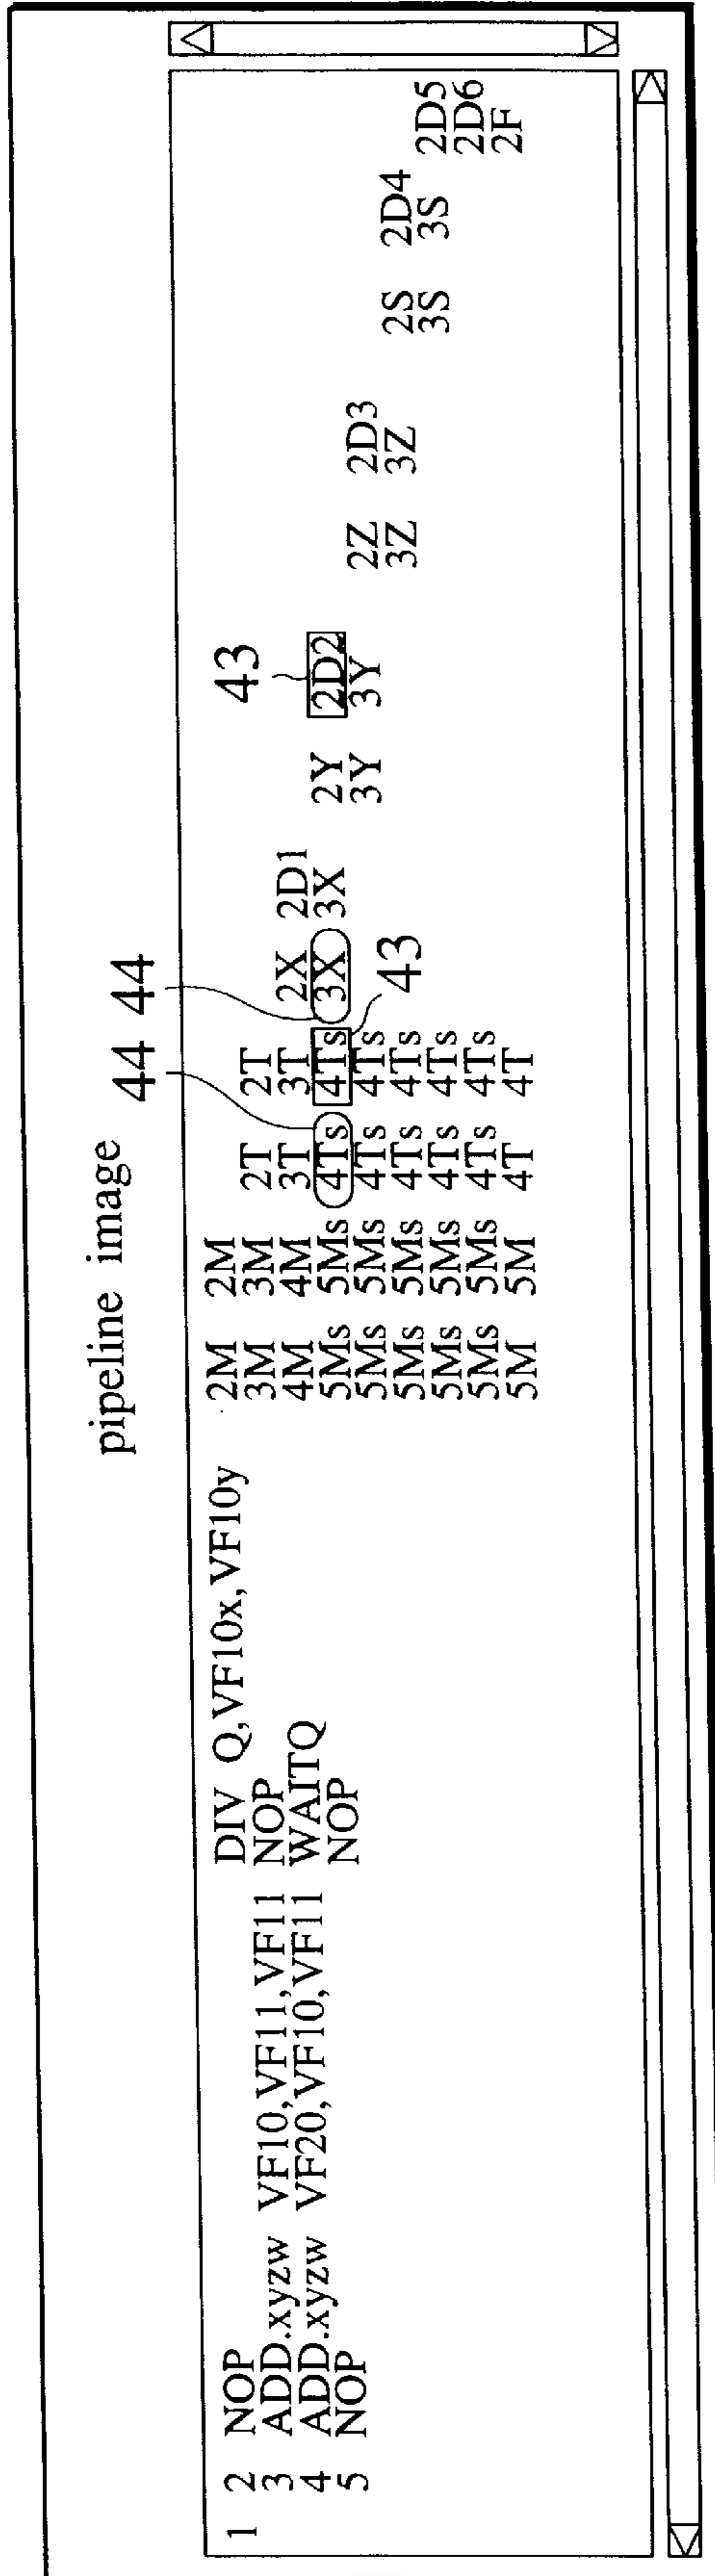 pipeline image
44 44
43
1 2 NOP DIV Q,VF10x,VF10y 2M 2M
3 ADD.xyzw VF10,VF11,VF11 NOP 3M 3M 2T 2T
4 ADD.xyzw VF20,VF10,VF11 WAITQ 4M 4M 3T 3T 2X 2D1
5 NOP NOP 5Ms 5Ms 4Ts 4Ts 3X 3X 2Y 2D2
5Ms 5Ms 4Ts 4Ts 3Y 3Y 2Z 2D3
43
5Ms 5Ms 4Ts 4Ts 3Z 3Z 2S 2D4
5Ms 5Ms 4Ts 4Ts 3S 3S 2D5
5Ms 5Ms 4Ts 4Ts 2D6
5M 5M 4T 4T 2F